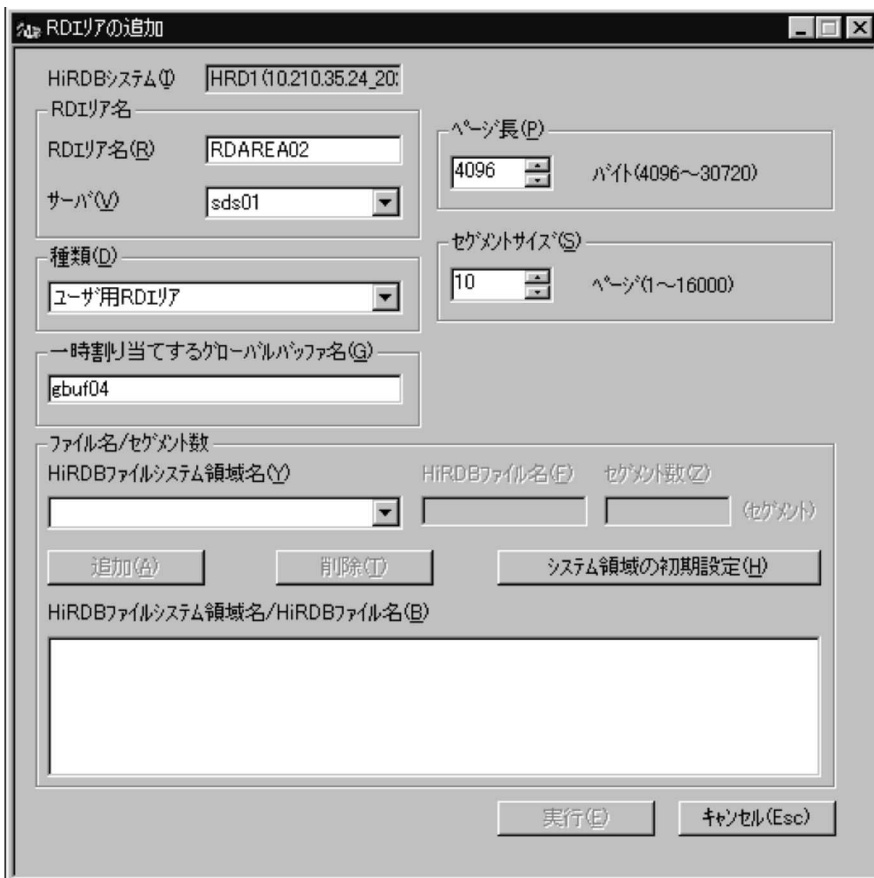 RDエリアの追加
HiRDBシステム(I) HRD1(10.210.35.24_20:
RDエリア名
RDエリア名(R) RDAREA02
サーバ(V) sds01
ページ長(P)
4096 バイト(4096～30720)
種類(D)
ユーザ用RDエリア
セグメントサイズ(S)
10 ページ(1～16000)
一時割り当てするグローバルバッファ名(G)
gbuf04
ファイル名/セグメント数
HiRDBファイルシステム領域名(Y) HiRDBファイル名(F) セグメント数(Z)
(セグメント)
追加(A) 削除(T) システム領域の初期設定(H)
HiRDBファイルシステム領域名/HiRDBファイル名(B)
実行(E) キャンセル(Esc)